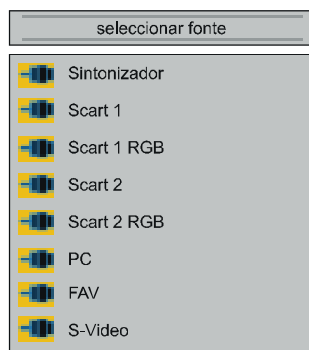 seleccionar fonte
Sintonizador
Scart 1
Scart 1 RGB
Scart 2
Scart 2 RGB
PC
FAV
S-Video